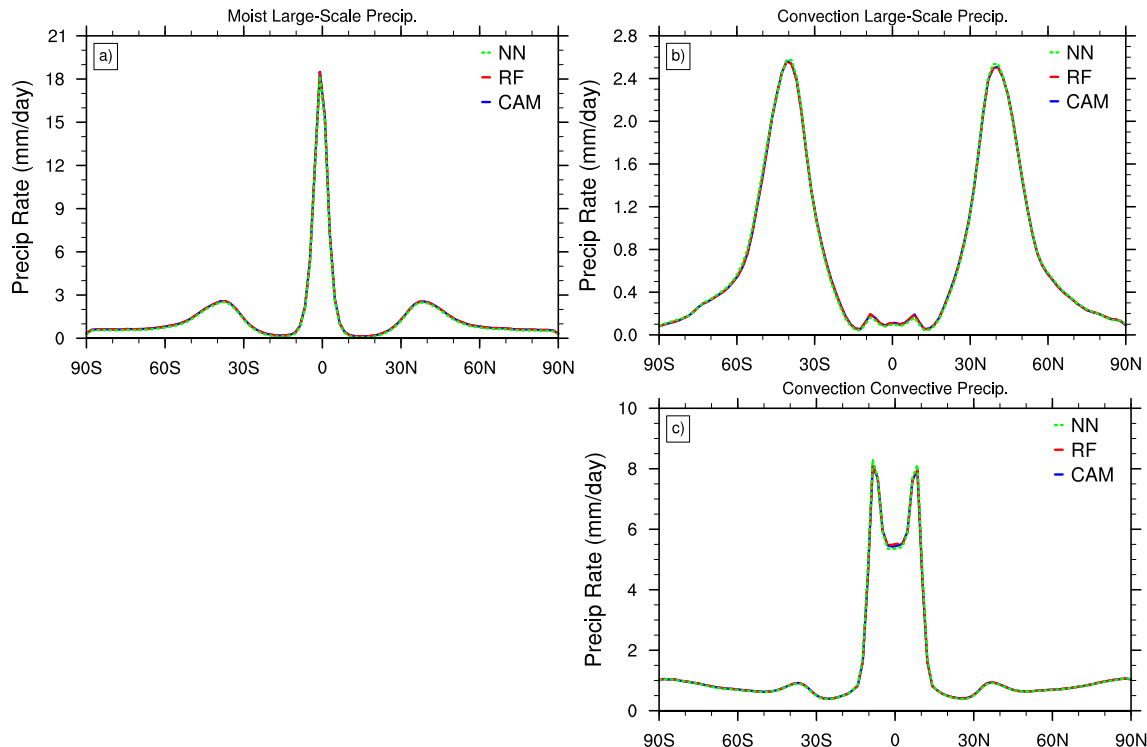 Moist Large-Scale Precip.
a)
NN
RF
CAM
Precip Rate (mm/day)
21
18
15
12
9
6
3
0
90S 60S 30S 0 30N 60N 90N
Convection Large-Scale Precip.
b)
NN
RF
CAM
Precip Rate (mm/day)
2.8
2.4
2.0
1.6
1.2
0.8
0.4
0.0
90S 60S 30S 0 30N 60N 90N
Convection Convective Precip.
c)
NN
RF
CAM
Precip Rate (mm/day)
10
8
6
4
2
0
90S 60S 30S 0 30N 60N 90N